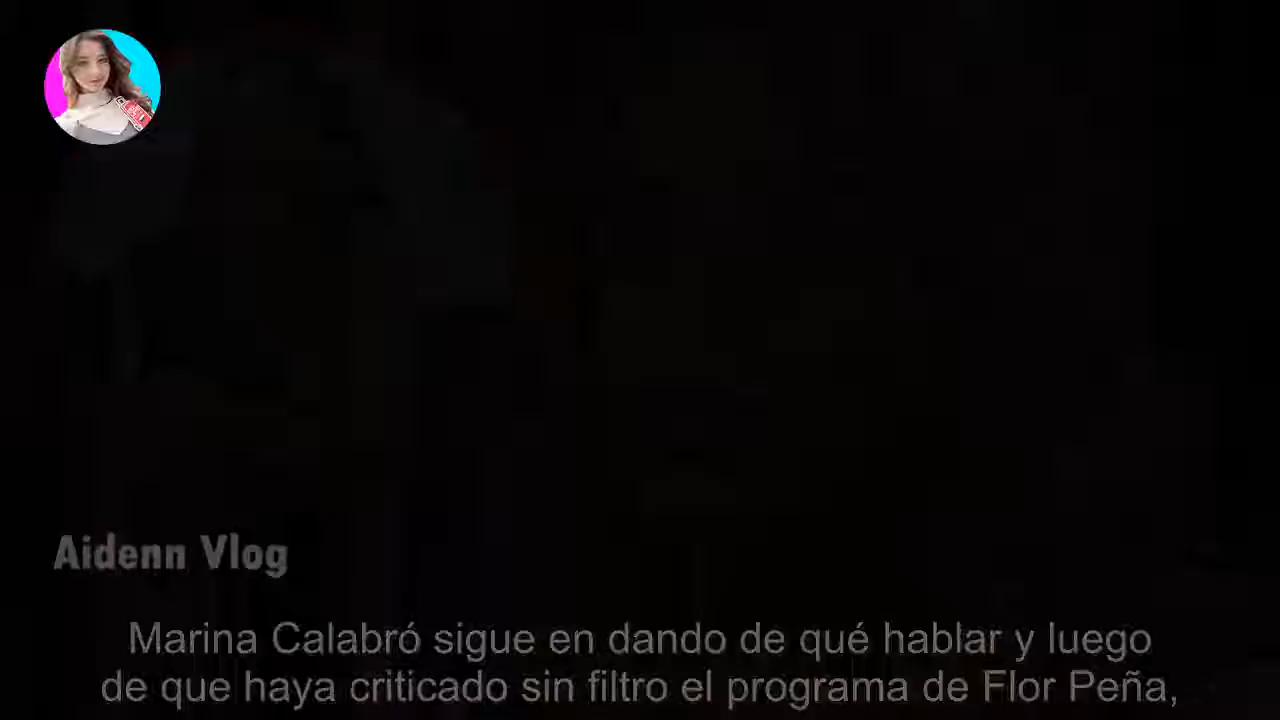 Aidenn Vlog
Marina Calabró sigue en dando de qué hablar y luego
de que haya criticado sin filtro el programa de Flor Peña,